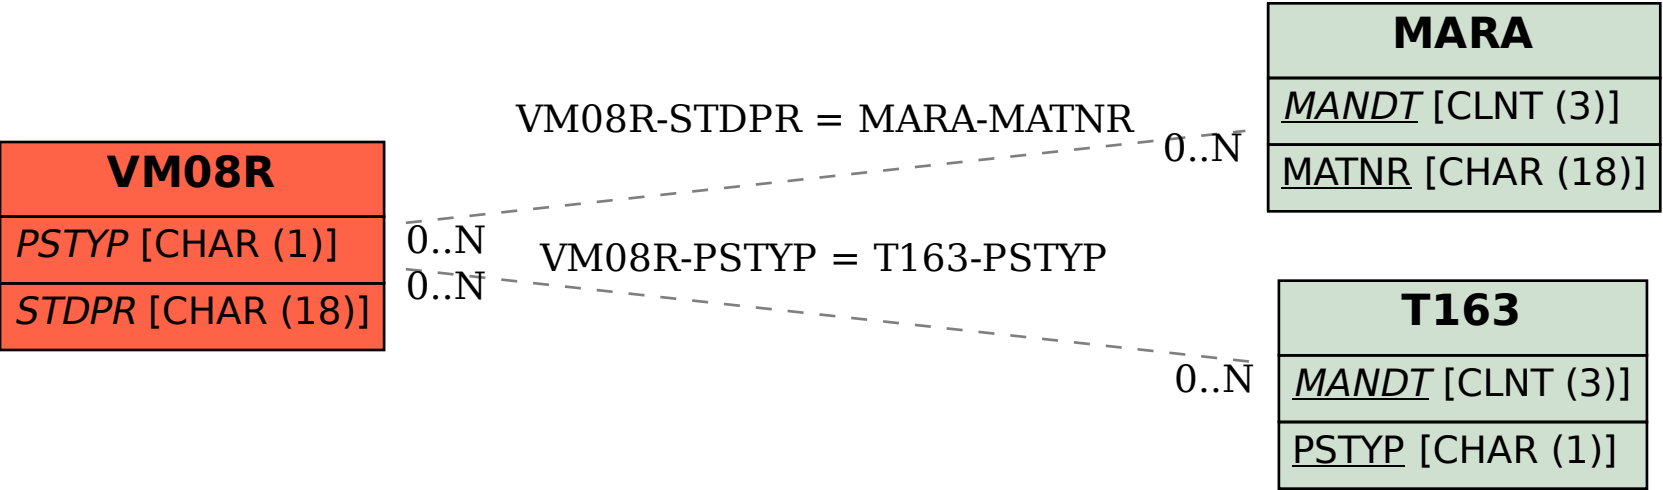 VM08R
PSTYP [CHAR (1)]
STDPR [CHAR (18)]
VM08R-STDPR = MARA-MATNR
0..N
0..N
VM08R-PSTYP = T163-PSTYP
0..N
0..N
MARA
MANDT [CLNT (3)]
MATNR [CHAR (18)]
T163
MANDT [CLNT (3)]
PSTYP [CHAR (1)]